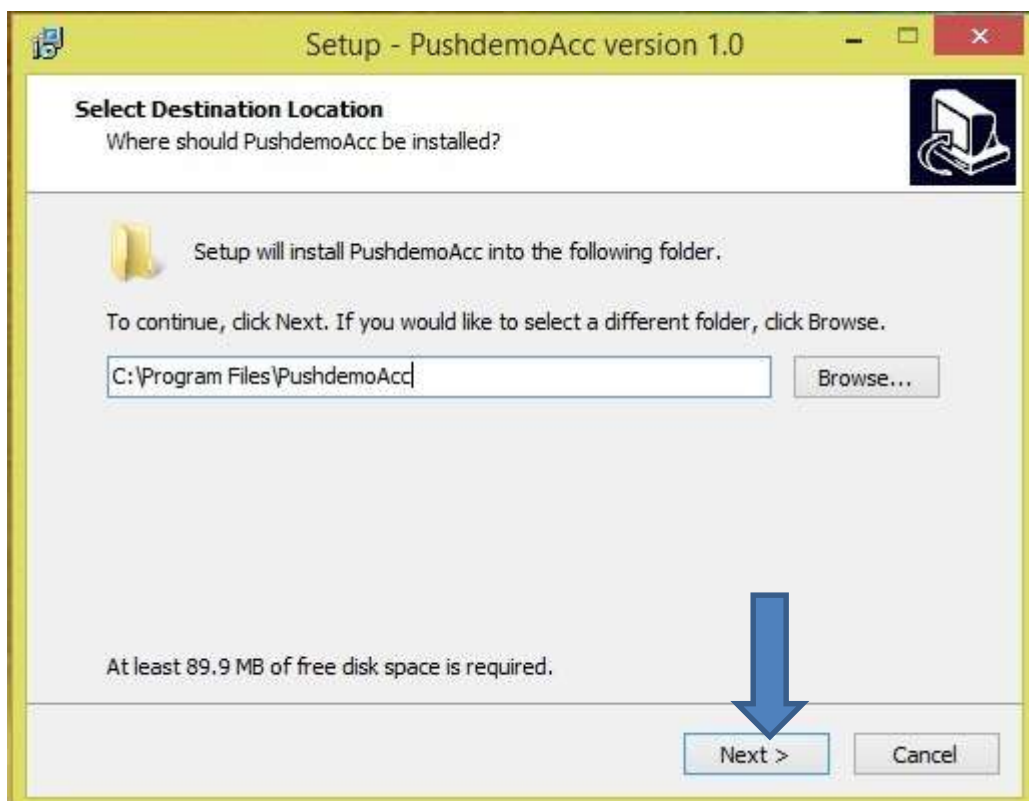 Setup - PushdemoAcc version 1.0
Select Destination Location
Where should PushdemoAcc be installed?
Setup will install PushdemoAcc into the following folder.
To continue, click Next. If you would like to select a different folder, click Browse.
C:\Program Files\PushdemoAcc
Browse...
At least 89.9 MB of free disk space is required.
Next >
Cancel